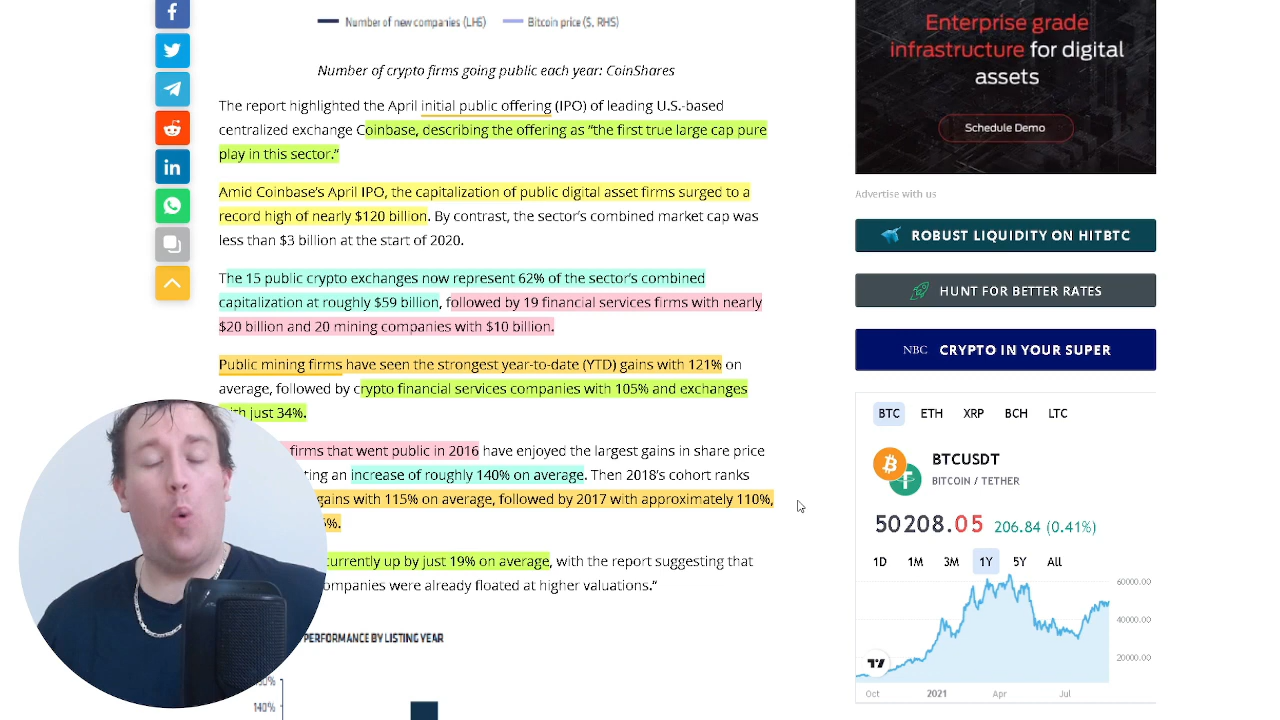 Number of new companies (LHS) Bitcoin price ($, RHS)
Number of crypto firms going public each year: CoinShares
The report highlighted the April initial public offering (IPO) of leading U.S.-based
centralized exchange Coinbase, describing the offering as “the first true large cap pure
play in this sector.”
Amid Coinbase’s April IPO, the capitalization of public digital asset firms surged to a
record high of nearly $120 billion. By contrast, the sector’s combined market cap was
less than $3 billion at the start of 2020.
The 15 public crypto exchanges now represent 62% of the sector’s combined
capitalization at roughly $59 billion, followed by 19 financial services firms with nearly
$20 billion and 20 mining companies with $10 billion.
Public mining firms have seen the strongest year-to-date (YTD) gains with 121% on
average, followed by crypto financial services companies with 105% and exchanges
with just 34%.
firms that went public in 2016 have enjoyed the largest gains in share price
an increase of roughly 140% on average. Then 2018’s cohort ranks
gains with 115% on average, followed by 2017 with approximately 110%,
currently up by just 19% on average, with the report suggesting that
companies were already floated at higher valuations.“
PERFORMANCE BY LISTING YEAR
140%
Enterprise grade
infrastructure for digital
assets
Schedule Demo
Advertise with us
ROBUST LIQUIDITY ON HITBTC
HUNT FOR BETTER RATES
NBC CRYPTO IN YOUR SUPER
BTC ETH XRP BCH LTC
BTCUSDT
BITCOIN / TETHER
50208.05 206.84 (0.41%)
1D 1M 3M 1Y 5Y All
60000.00
40000.00
20000.00
Oct 2021 Apr Jul